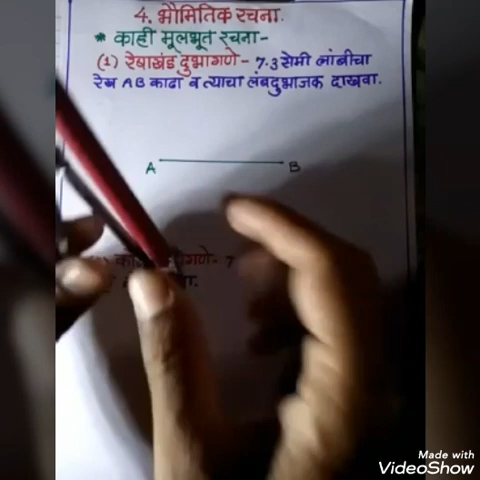 4. भौमितिक रचना.
* काही मूलभूत रचना-
(1) रेषाखंड दुभागणे - 7.3 सेमी लांबीचा
रेख AB काढा व त्याचा लंबदुभाजक दाखवा.
A B
Made with
VideoShow